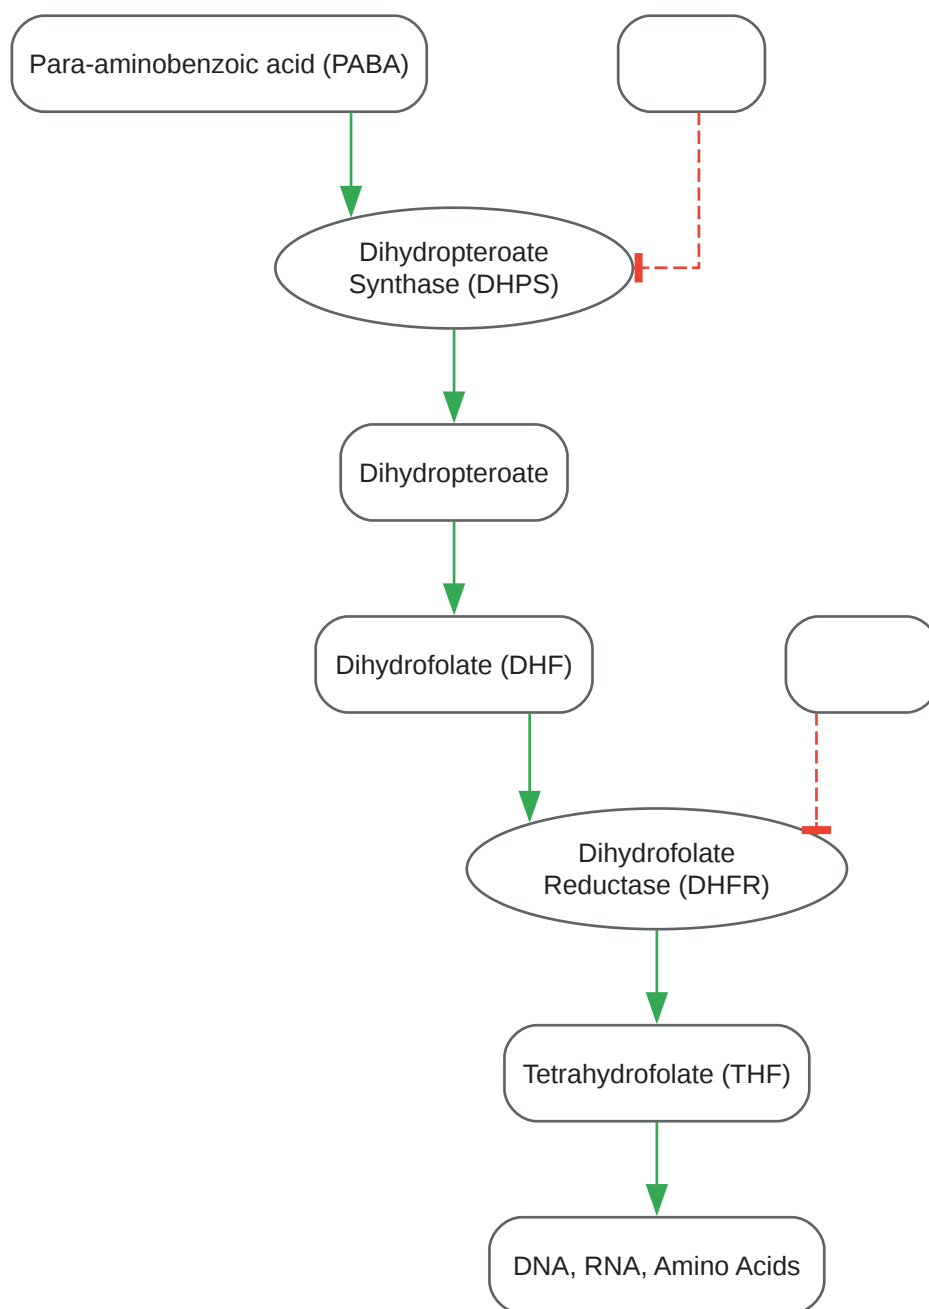 Para-aminobenzoic acid (PABA)
Dihydropteroate
Synthase (DHPS)
Dihydropteroate
Dihydrofolate (DHF)
Dihydrofolate
Reductase (DHFR)
Tetrahydrofolate (THF)
DNA, RNA, Amino Acids